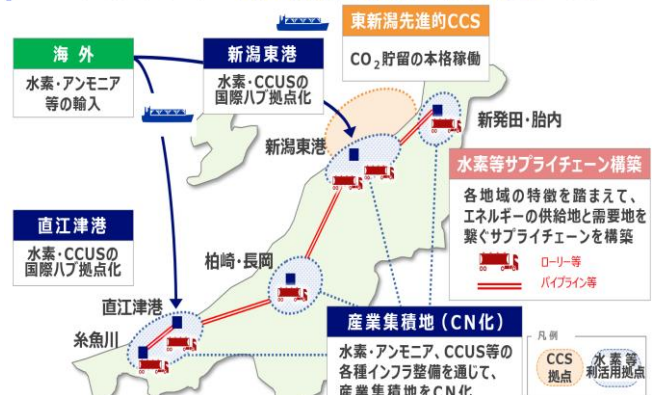 東新潟先進的CCS
CO₂貯留の本格稼働
海外
水素・アンモニア
等の輸入
新潟東港
水素・CCUSの
国際ハブ拠点化
新発田・胎内
新潟東港
水素等サプライチェーン構築
各地域の特徴を踏まえて、
エネルギーの供給地と需要地を
繋ぐサプライチェーンを構築
ローリー等
パイプライン等
直江津港
水素・CCUSの
国際ハブ拠点化
柏崎・長岡
直江津港
糸魚川
産業集積地（CN化）
水素・アンモニア、CCUS等の
各種インフラ整備を通じて、
産業集積地をCN化
凡例
CCS
拠点
水素等
利活用拠点